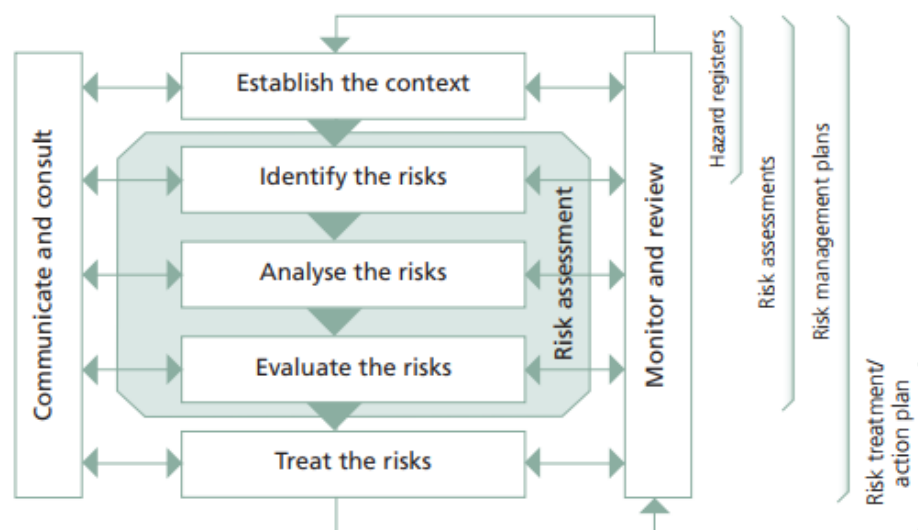 Establish the context
Identify the risks
Analyse the risks
Evaluate the risks
Treat the risks
Communicate and consult
Risk assessment
Monitor and review
Hazard registers
Risk assessments
Risk management plans
Risk treatment/
action plan